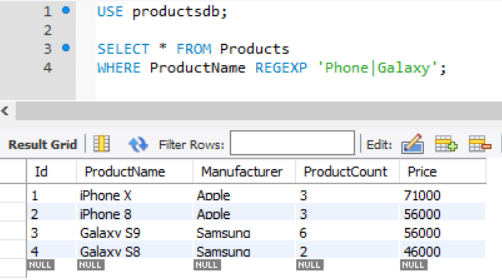 1 USE productsdb;
2
3 SELECT * FROM Products
4 WHERE ProductName REGEXP 'Phone|Galaxy';
Result Grid Filter Rows: Edit:
Id ProductName Manufacturer ProductCount Price
1 iPhone X Apple 3 71000
2 iPhone 8 Apple 3 56000
3 Galaxy S9 Samsung 6 56000
4 Galaxy S8 Samsung 2 46000
NULL NULL NULL NULL NULL